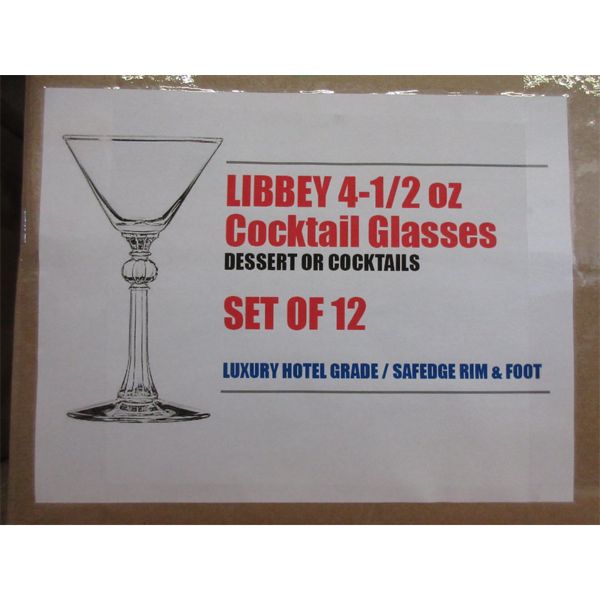 LIBBEY 4-1/2 oz
Cocktail Glasses
DESSERT OR COCKTAILS
SET OF 12
LUXURY HOTEL GRADE / SAFEDGE RIM & FOOT